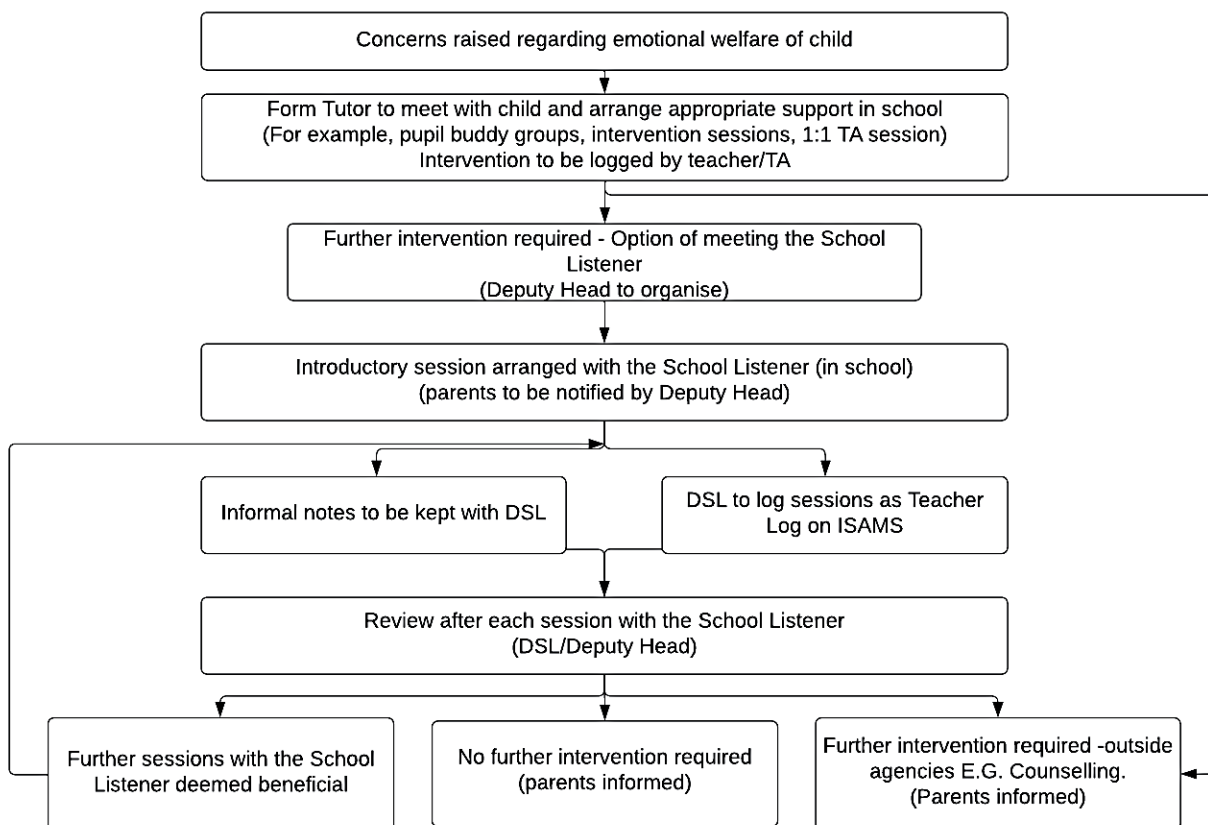 Concerns raised regarding emotional welfare of child
Form Tutor to meet with child and arrange appropriate support in school
(For example, pupil buddy groups, intervention sessions, 1:1 TA session)
Intervention to be logged by teacher/TA
Further intervention required - Option of meeting the School
Listener
(Deputy Head to organise)
Introductory session arranged with the School Listener (in school)
(parents to be notified by Deputy Head)
Informal notes to be kept with DSL
DSL to log sessions as Teacher
Log on ISAMS
Review after each session with the School Listener
(DSL/Deputy Head)
Further sessions with the School
Listener deemed beneficial
No further intervention required
(parents informed)
Further intervention required -outside
agencies E.G. Counselling.
(Parents informed)